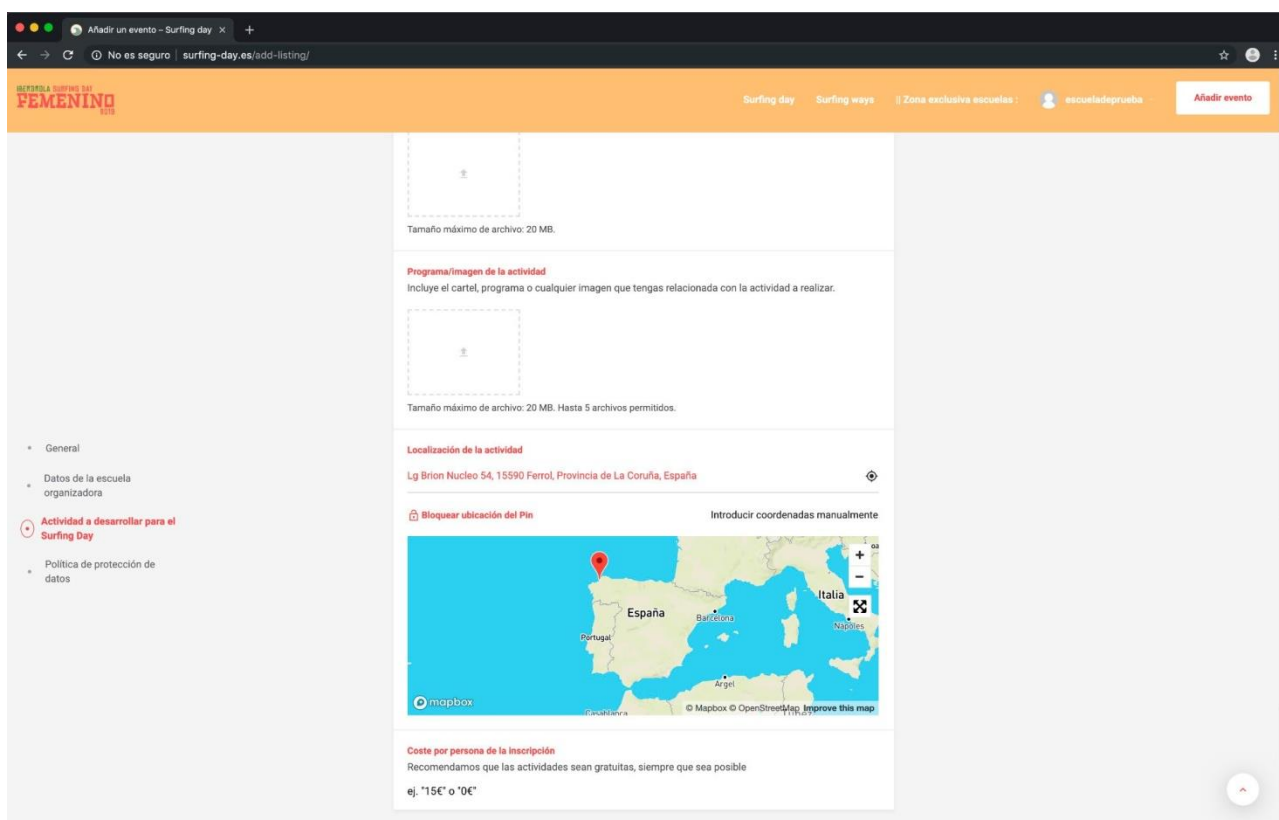 Añadir un evento – Surfing day
No es seguro | surfing-day.es/add-listing/
IBERDROLA SURFING DAY
FEMENINO
Surfing day Surfing ways || Zona exclusiva escuelas : escueladeprueba Añadir evento
Tamaño máximo de archivo: 20 MB.
Programa/imagen de la actividad
Incluye el cartel, programa o cualquier imagen que tengas relacionada con la actividad a realizar.
Tamaño máximo de archivo: 20 MB. Hasta 5 archivos permitidos.
General
Datos de la escuela
organizadora
Actividad a desarrollar para el
Surfing Day
Política de protección de
datos
Localización de la actividad
Lg Brion Nucleo 54, 15590 Ferrol, Provincia de La Coruña, España
Bloquear ubicación del Pin Introducir coordenadas manualmente
Italia
España
Barcelona
Nápoles
Portugal
Argel
mapbox
Casablanca
© Mapbox © OpenStreetMap Improve this map
Coste por persona de la inscripción
Recomendamos que las actividades sean gratuitas, siempre que sea posible
ej. "15€" o "0€"